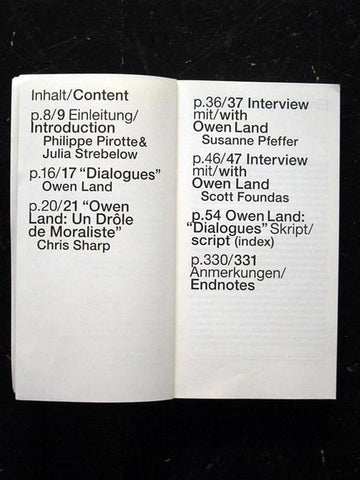 Inhalt/Content
p.8/9 Einleitung/
Introduction
Philippe Pirotte&
Julia Strebelow
p.16/17 “Dialogues”
Owen Land
p.20/21 “Owen
Land: Un Drôle
de Moraliste”
Chris Sharp
p.36/37 Interview
mit/with
Owen Land
Susanne Pfeffer
p.46/47 Interview
mit/with
Owen Land
Scott Foundas
p.54 Owen Land:
“Dialogues” Skript/
script (index)
p.330/331
Anmerkungen/
Endnotes